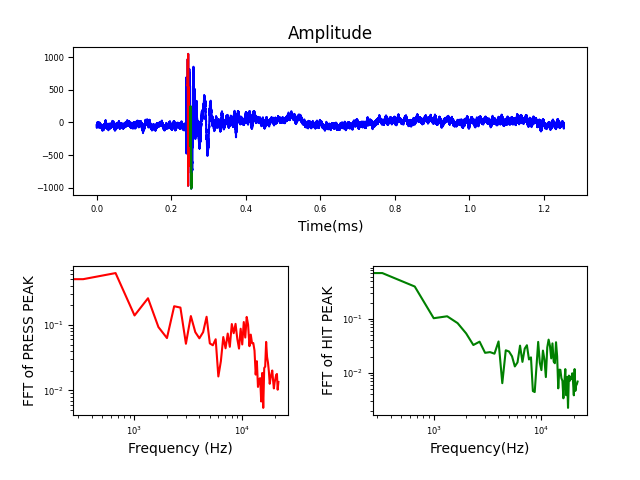 Amplitude
1000
500
0
−500
−1000
0.0 0.2 0.4 0.6 0.8 1.0 1.2
Time(ms)
FFT of PRESS PEAK
10⁻¹
10⁻²
10³ 10⁴
Frequency (Hz)
FFT of HIT PEAK
10⁻¹
10⁻²
10³ 10⁴
Frequency(Hz)